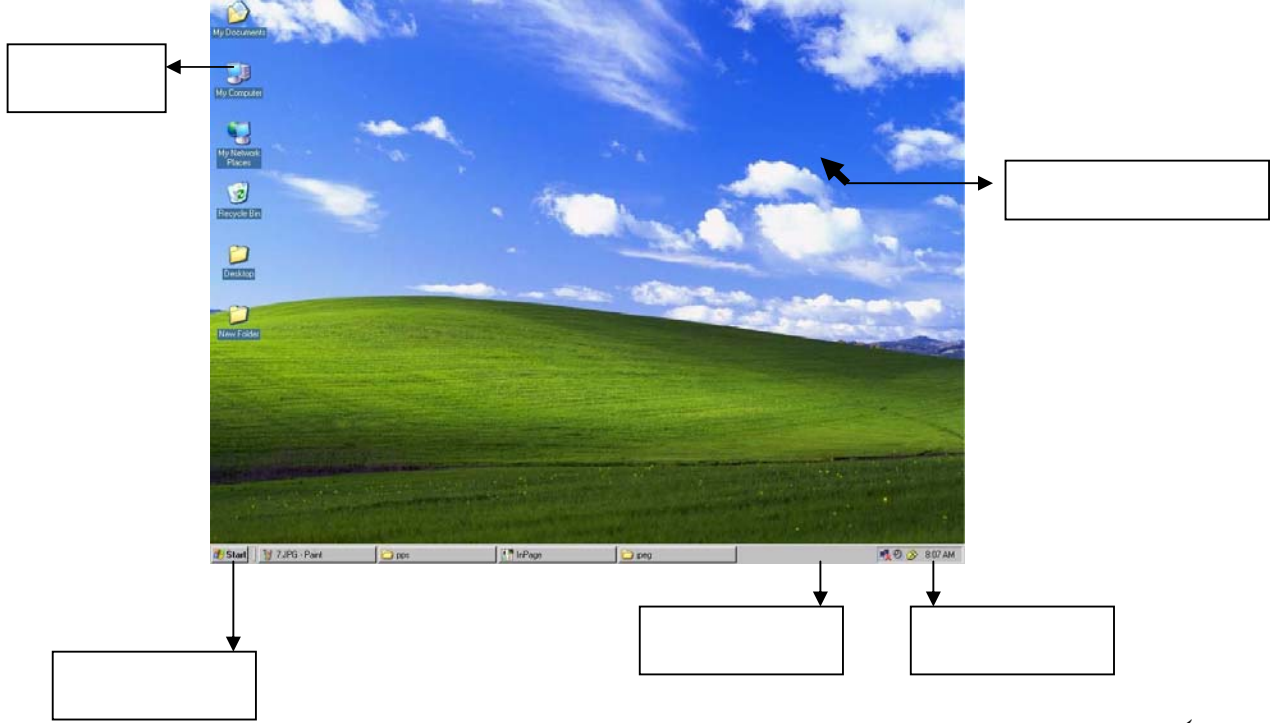 My Documents
My Computer
My Network
Places
Recycle Bin
Desktop
New Folder
Start
7.JPG - Paint
pps
InPage
jpeg
8:07 AM